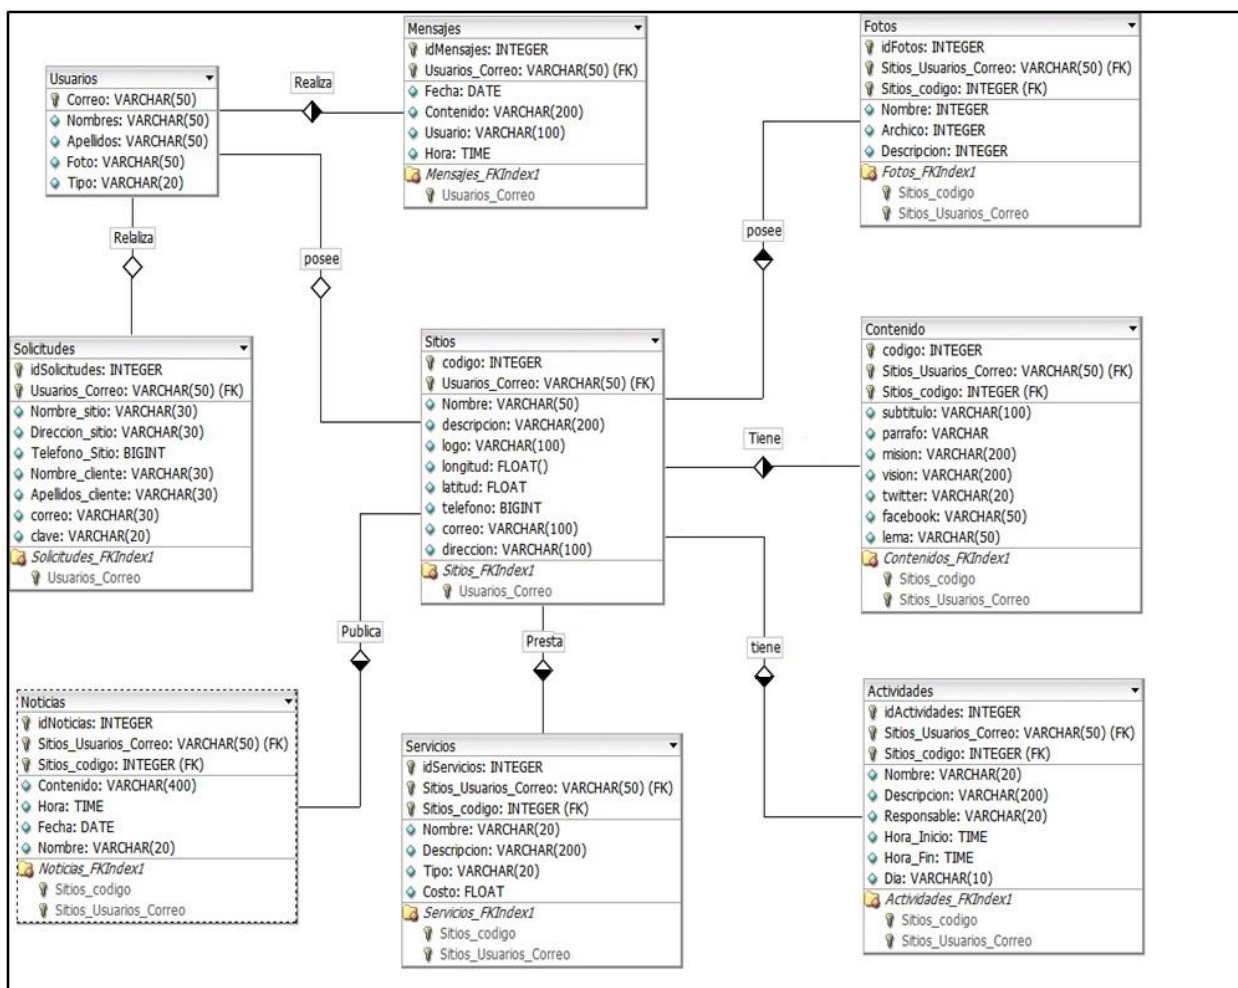 Usuarios
Correo: VARCHAR(50)
Nombres: VARCHAR(50)
Apellidos: VARCHAR(50)
Foto: VARCHAR(50)
Tipo: VARCHAR(20)
Realiza
Mensajes
idMensajes: INTEGER
Usuarios_Correo: VARCHAR(50) (FK)
Fecha: DATE
Contenido: VARCHAR(200)
Usuario: VARCHAR(100)
Hora: TIME
Mensajes_FKIndex1
Usuarios_Correo
Fotos
idFotos: INTEGER
Sitios_Usuarios_Correo: VARCHAR(50) (FK)
Sitios_codigo: INTEGER (FK)
Nombre: INTEGER
Archico: INTEGER
Descripcion: INTEGER
Fotos_FKIndex1
Sitios_codigo
Sitios_Usuarios_Correo
Relaliza
posee
posee
Solicitudes
idSolicitudes: INTEGER
Usuarios_Correo: VARCHAR(50) (FK)
Nombre_sitio: VARCHAR(30)
Direccion_sitio: VARCHAR(30)
Telefono_Sitio: BIGINT
Nombre_cliente: VARCHAR(30)
Apellidos_cliente: VARCHAR(30)
correo: VARCHAR(30)
clave: VARCHAR(20)
Solicitudes_FKIndex1
Usuarios_Correo
Sitios
codigo: INTEGER
Usuarios_Correo: VARCHAR(50) (FK)
Nombre: VARCHAR(50)
descripcion: VARCHAR(200)
logo: VARCHAR(100)
longitud: FLOAT()
latitud: FLOAT
telefono: BIGINT
correo: VARCHAR(100)
direccion: VARCHAR(100)
Sitios_FKIndex1
Usuarios_Correo
Tiene
Contenido
codigo: INTEGER
Sitios_Usuarios_Correo: VARCHAR(50) (FK)
Sitios_codigo: INTEGER (FK)
subtitulo: VARCHAR(100)
parrafo: VARCHAR
mision: VARCHAR(200)
vision: VARCHAR(200)
twitter: VARCHAR(20)
facebook: VARCHAR(50)
lema: VARCHAR(50)
Contenidos_FKIndex1
Sitios_codigo
Sitios_Usuarios_Correo
Publica
Presta
tiene
Noticias
idNoticias: INTEGER
Sitios_Usuarios_Correo: VARCHAR(50) (FK)
Sitios_codigo: INTEGER (FK)
Contenido: VARCHAR(400)
Hora: TIME
Fecha: DATE
Nombre: VARCHAR(20)
Noticias_FKIndex1
Sitios_codigo
Sitios_Usuarios_Correo
Servicios
idServicios: INTEGER
Sitios_Usuarios_Correo: VARCHAR(50) (FK)
Sitios_codigo: INTEGER (FK)
Nombre: VARCHAR(20)
Descripcion: VARCHAR(200)
Tipo: VARCHAR(20)
Costo: FLOAT
Servicios_FKIndex1
Sitios_codigo
Sitios_Usuarios_Correo
Actividades
idActividades: INTEGER
Sitios_Usuarios_Correo: VARCHAR(50) (FK)
Sitios_codigo: INTEGER (FK)
Nombre: VARCHAR(20)
Descripcion: VARCHAR(200)
Responsable: VARCHAR(20)
Hora_Inicio: TIME
Hora_Fin: TIME
Dia: VARCHAR(10)
Actividades_FKIndex1
Sitios_codigo
Sitios_Usuarios_Correo